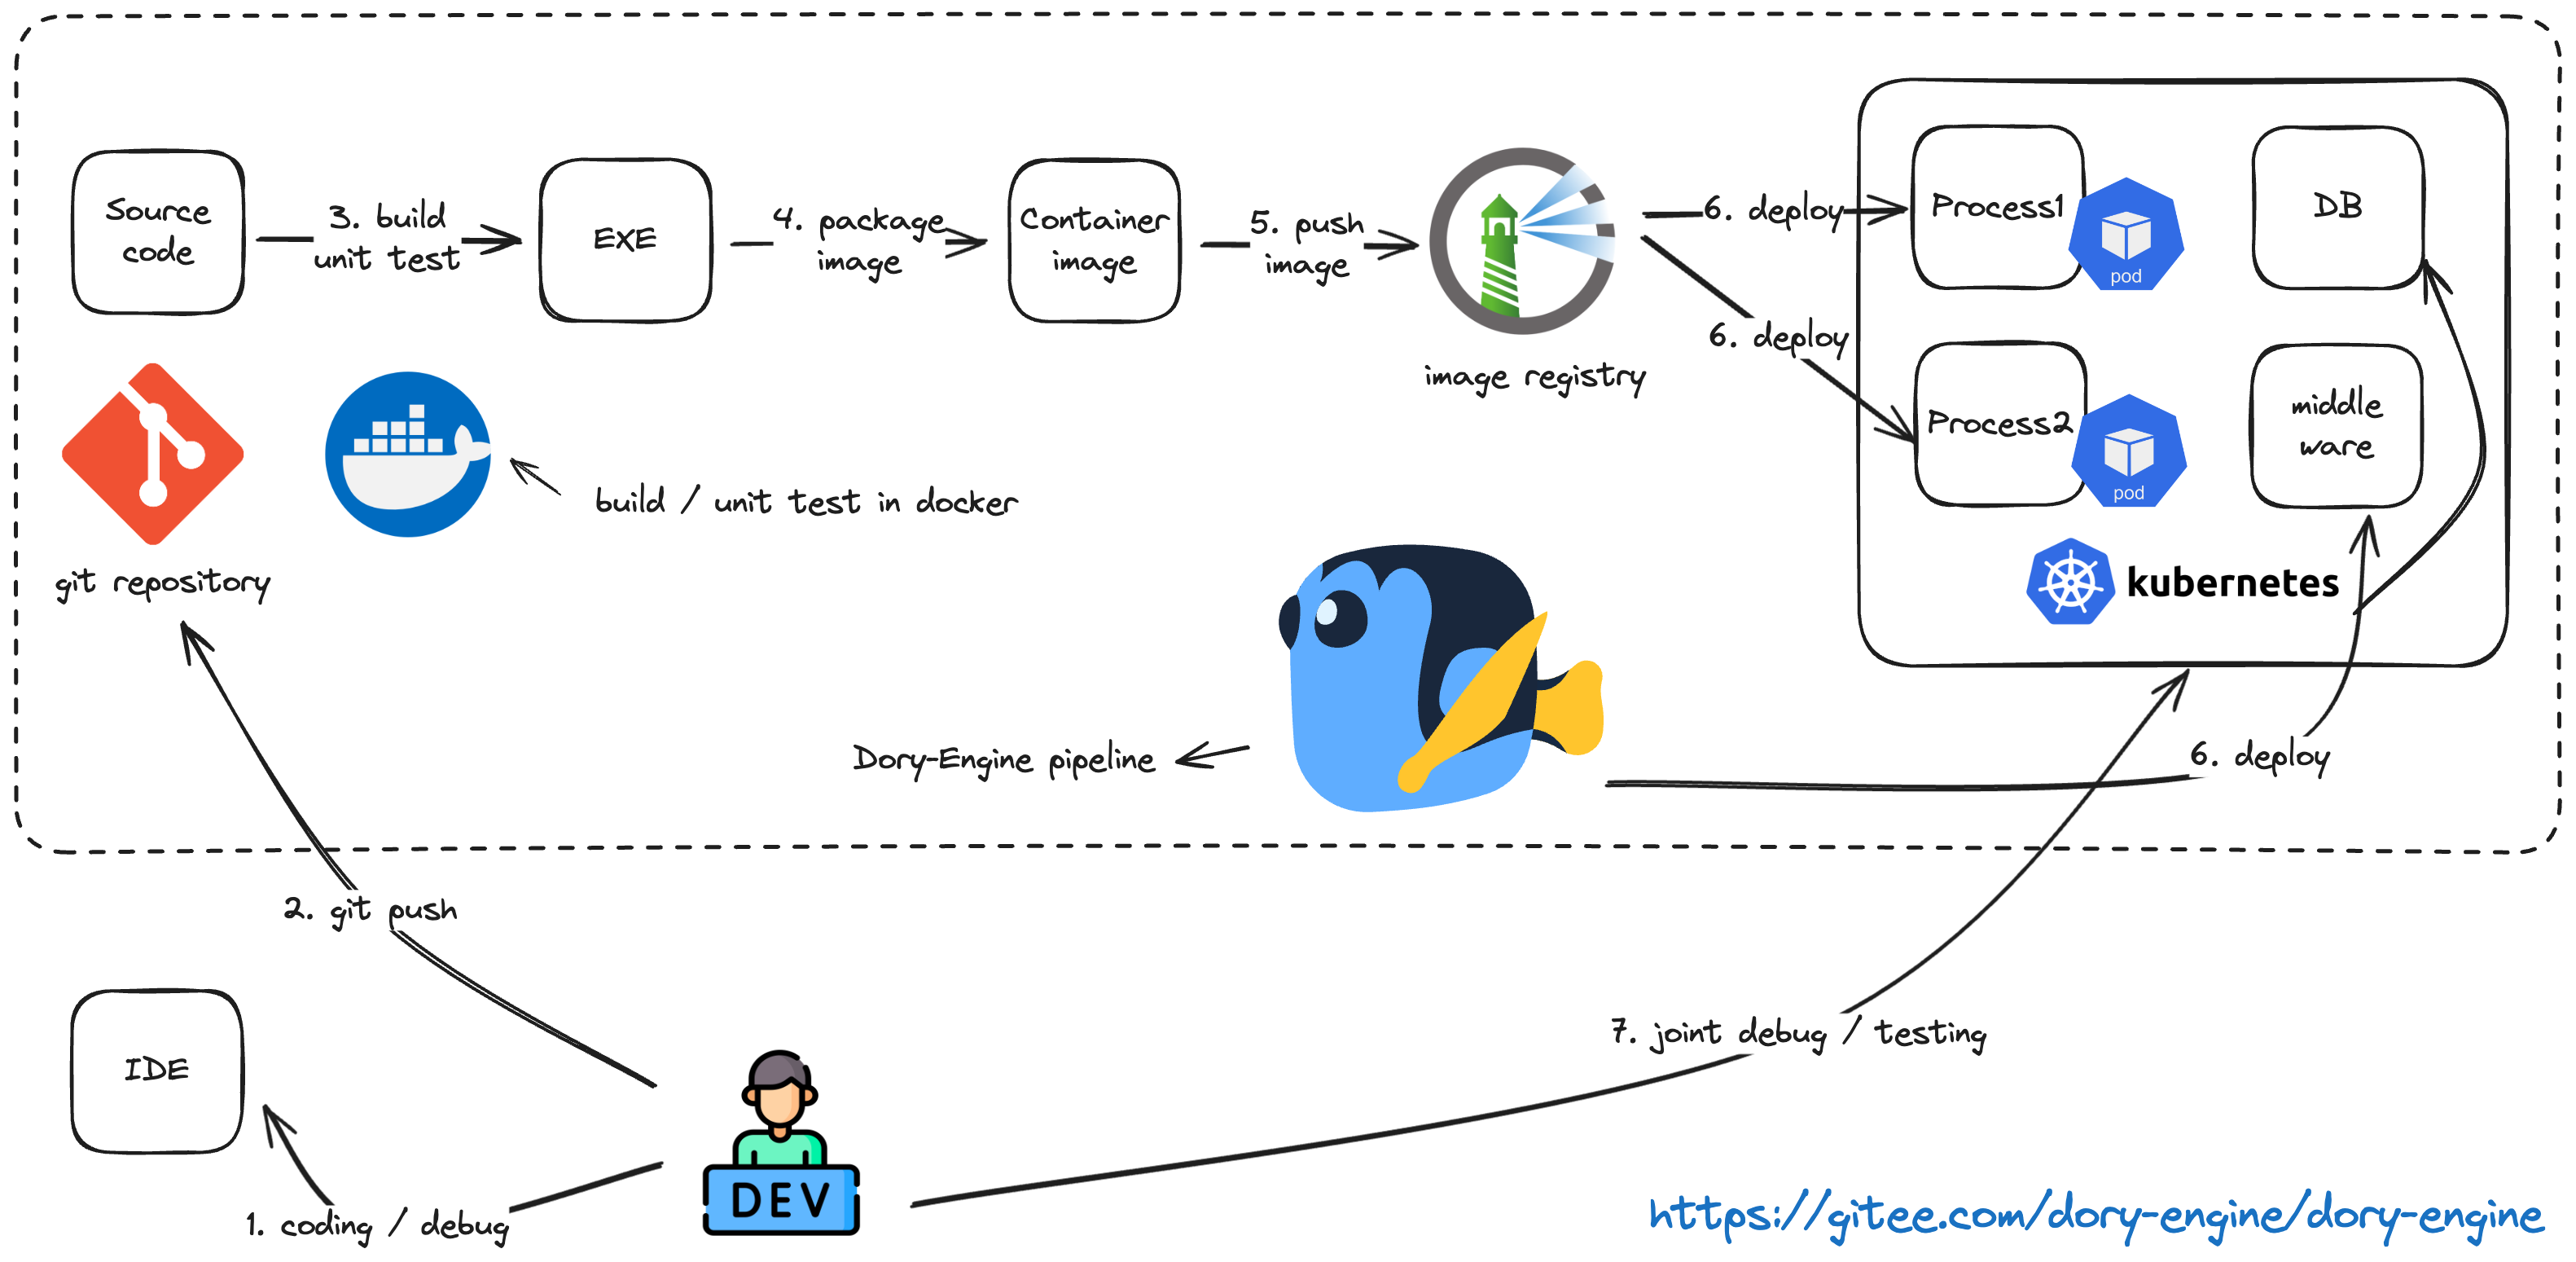 Source
code
3. build
unit test
EXE
4. package
image
Container
image
5. push
image
image registry
6. deploy
6. deploy
Process1
pod
DB
Process2
pod
middle
ware
kubernetes
git repository
build / unit test in docker
Dory-Engine pipeline
6. deploy
2. git push
IDE
1. coding / debug
DEV
7. joint debug / testing
https://gitee.com/dory-engine/dory-engine